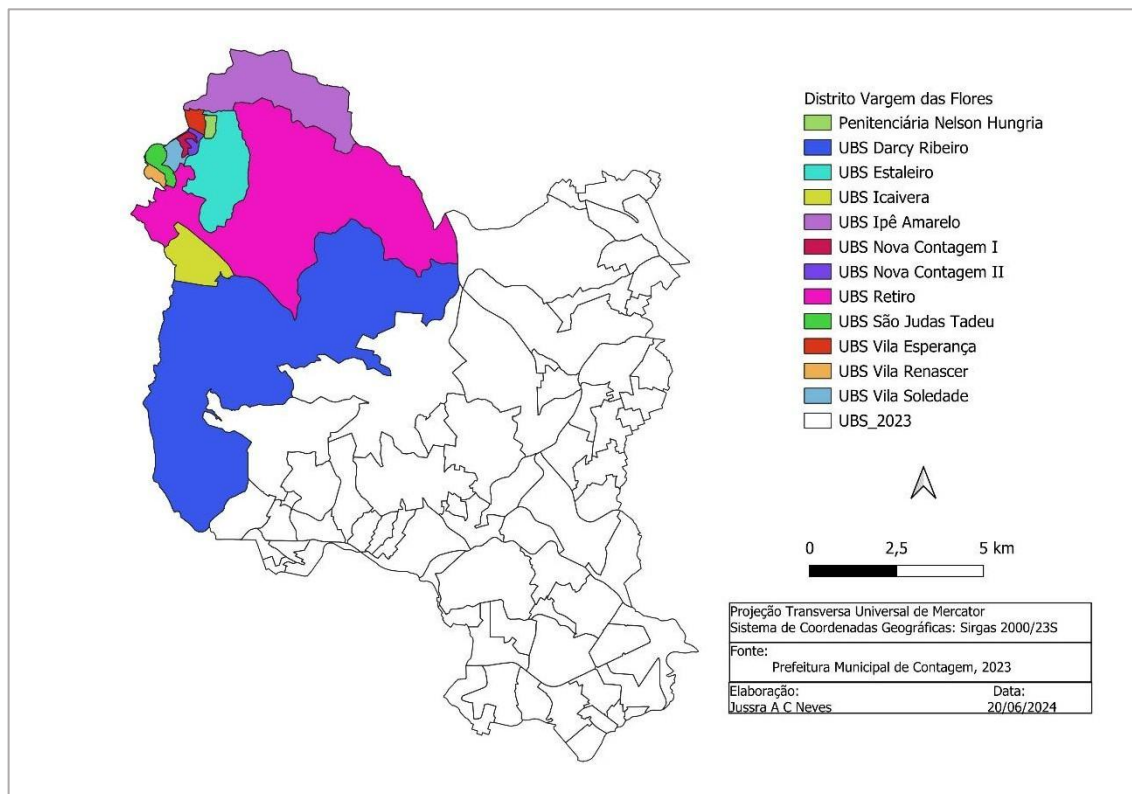 Distrito Vargem das Flores
Penitenciária Nelson Hungria
UBS Darcy Ribeiro
UBS Estaleiro
UBS Icaivera
UBS Ipê Amarelo
UBS Nova Contagem I
UBS Nova Contagem II
UBS Retiro
UBS São Judas Tadeu
UBS Vila Esperança
UBS Vila Renascer
UBS Vila Soledade
UBS_2023
0 2,5 5 km
Projeção Transversa Universal de Mercator
Sistema de Coordenadas Geográficas: Sirgas 2000/23S
Fonte:
Prefeitura Municipal de Contagem, 2023
Elaboração: Data:
Jussra A C Neves 20/06/2024